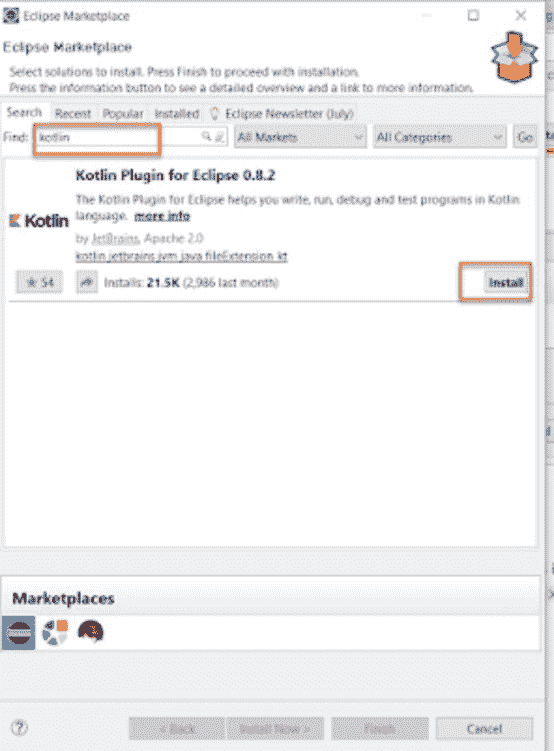 Eclipse Marketplace
Eclipse Marketplace
Select solutions to install. Press Finish to proceed with installation.
Press the information button to see a detailed overview and a link to more information.
Search Recent Popular Installed Eclipse Newsletter (July)
Find: kotlin All Markets All Categories Go
Kotlin Plugin for Eclipse 0.8.2
The Kotlin Plugin for Eclipse helps you write, run, debug and test programs in Kotlin
Kotlin language. more info
by JetBrains, Apache 2.0
kotlin jetbrains jvm java fileExtension_kt
54 Installs: 21.5K (2,986 last month) Install
Marketplaces
? < Back Install Now > Finish Cancel